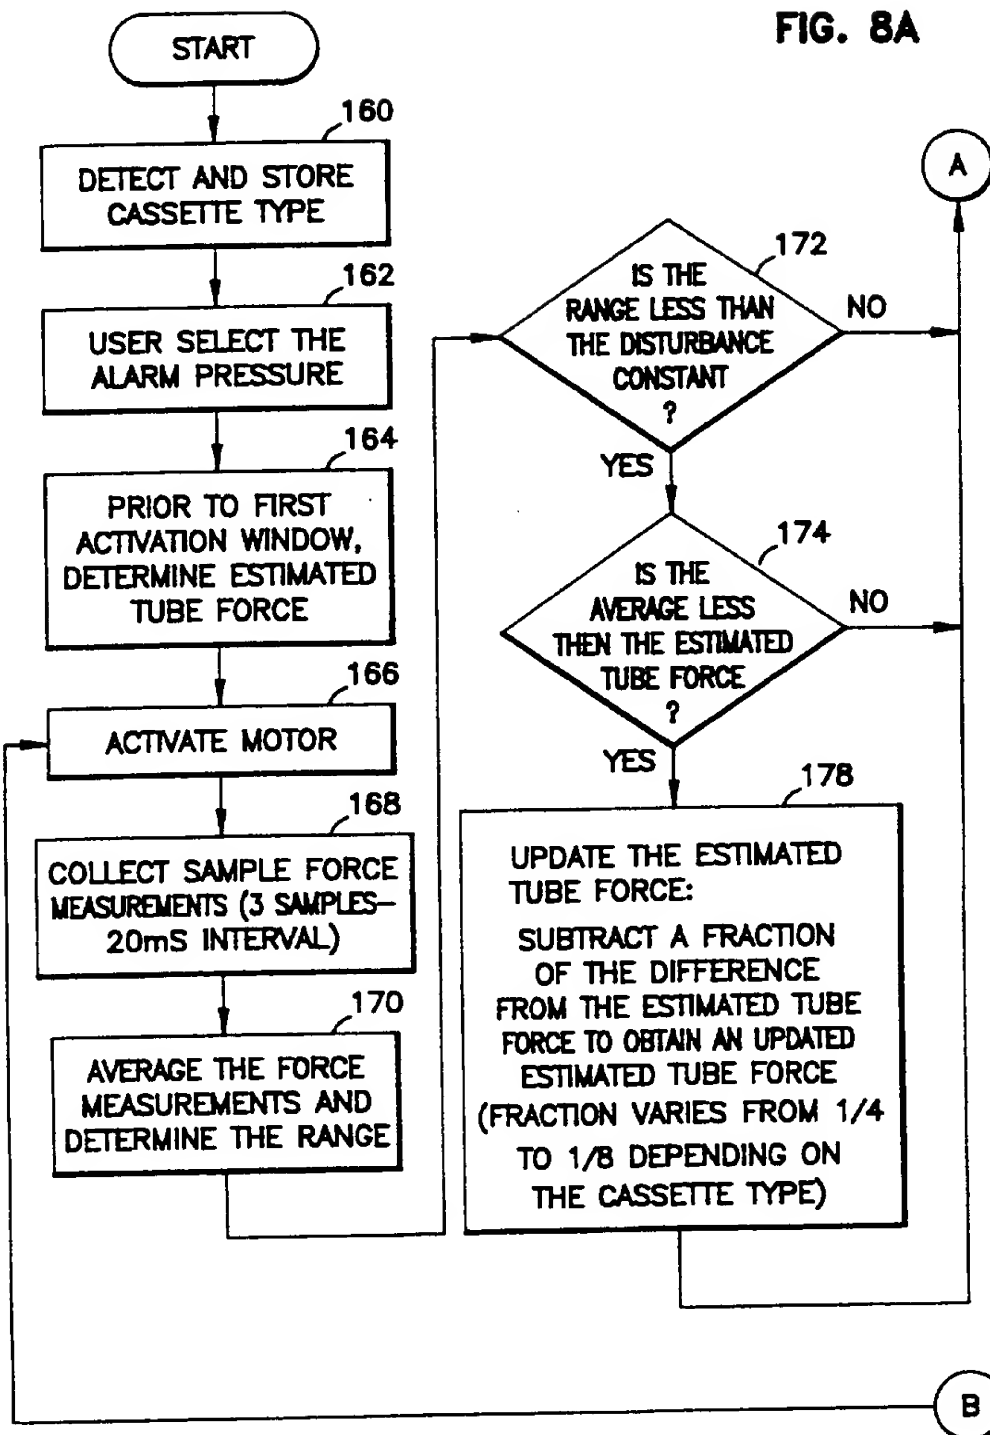 FIG. 8A
START
160
DETECT AND STORE
CASSETTE TYPE
162
USER SELECT THE
ALARM PRESSURE
164
PRIOR TO FIRST
ACTIVATION WINDOW,
DETERMINE ESTIMATED
TUBE FORCE
166
ACTIVATE MOTOR
168
COLLECT SAMPLE FORCE
MEASUREMENTS (3 SAMPLES–
20mS INTERVAL)
170
AVERAGE THE FORCE
MEASUREMENTS AND
DETERMINE THE RANGE
A
172
IS THE
RANGE LESS THAN
THE DISTURBANCE
CONSTANT
?
NO
YES
174
IS THE
AVERAGE LESS
THEN THE ESTIMATED
TUBE FORCE
?
NO
YES
178
UPDATE THE ESTIMATED
TUBE FORCE:
SUBTRACT A FRACTION
OF THE DIFFERENCE
FROM THE ESTIMATED TUBE
FORCE TO OBTAIN AN UPDATED
ESTIMATED TUBE FORCE
(FRACTION VARIES FROM 1/4
TO 1/8 DEPENDING ON
THE CASSETTE TYPE)
B